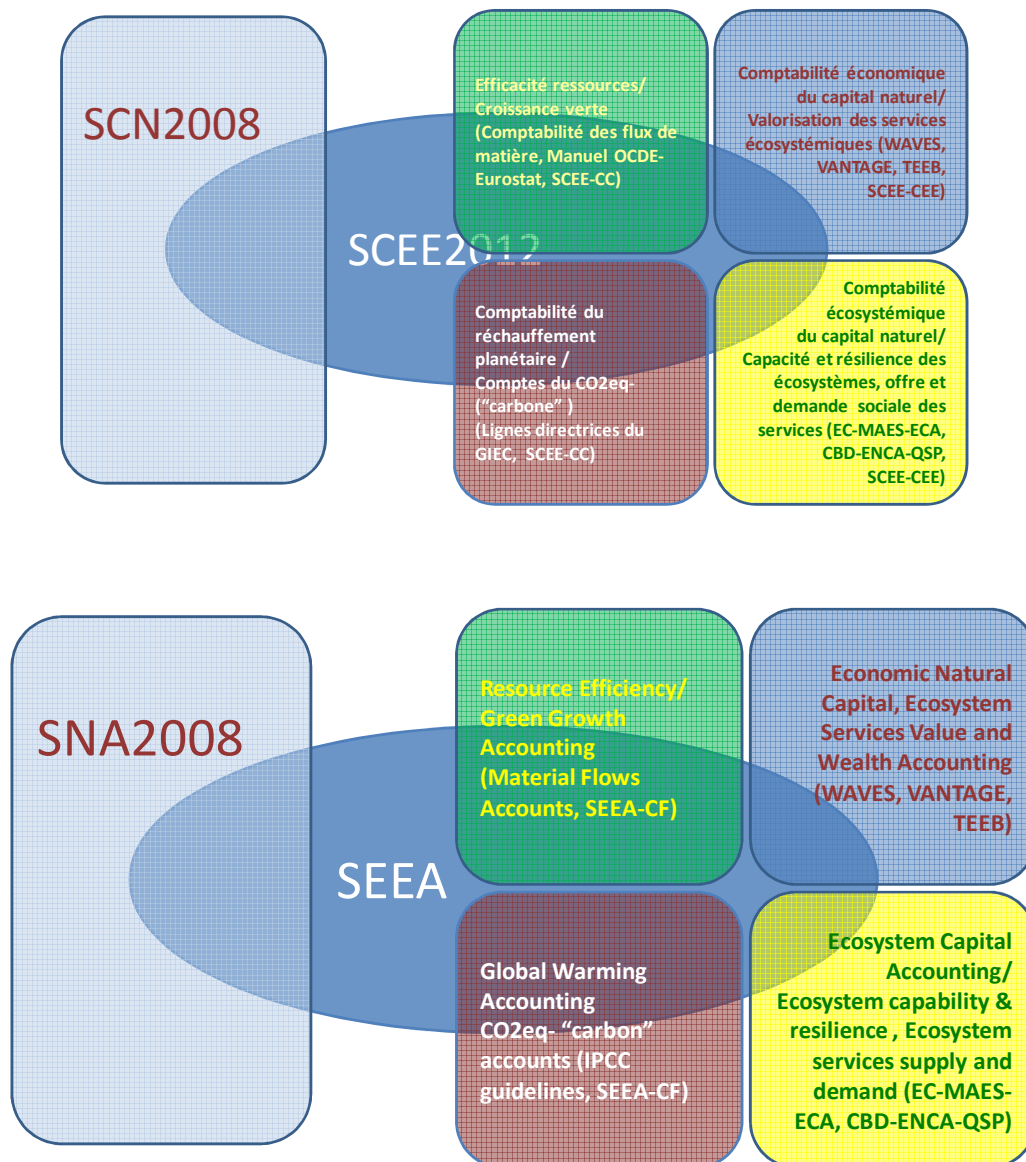 SCN2008
SCEE2012
Efficacité ressources/
Croissance verte
(Comptabilité des flux de
matière, Manuel OCDE-
Eurostat, SCEE-CC)
Comptabilité économique
du capital naturel/
Valorisation des services
écosystémiques (WAVES,
VANTAGE, TEEB,
SCEE-CEE)
Comptabilité du
réchauffement
planétaire /
Comptes du CO2eq-
(“carbone” )
(Lignes directrices du
GIEC, SCEE-CC)
Comptabilité
écosystémique
du capital naturel/
Capacité et résilience des
écosystèmes, offre et
demande sociale des
services (EC-MAES-ECA,
CBD-ENCA-QSP,
SCEE-CEE)
SNA2008
SEEA
Resource Efficiency/
Green Growth
Accounting
(Material Flows
Accounts, SEEA-CF)
Economic Natural
Capital, Ecosystem
Services Value and
Wealth Accounting
(WAVES, VANTAGE,
TEEB)
Global Warming
Accounting
CO2eq- “carbon”
accounts (IPCC
guidelines, SEEA-CF)
Ecosystem Capital
Accounting/
Ecosystem capability &
resilience , Ecosystem
services supply and
demand (EC-MAES-
ECA, CBD-ENCA-QSP)